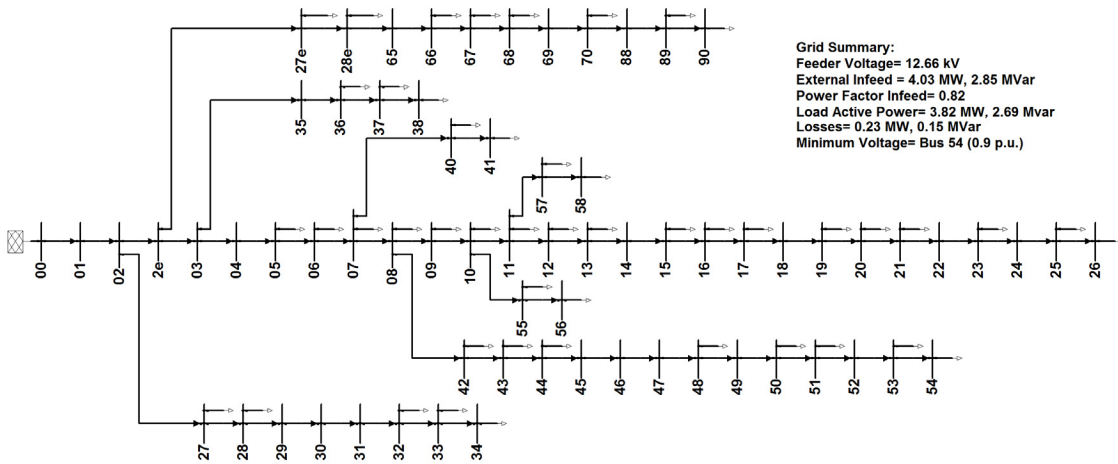 27e 28e 65 66 67 68 69 70 88 89 90
Grid Summary:
Feeder Voltage= 12.66 kV
External Infeed = 4.03 MW, 2.85 MVar
Power Factor Infeed= 0.82
Load Active Power= 3.82 MW, 2.69 Mvar
Losses= 0.23 MW, 0.15 MVar
Minimum Voltage= Bus 54 (0.9 p.u.)
35 36 37 38
40 41
57 58
00 01 02 2e 03 04 05 06 07 08 09 10 11 12 13 14 15 16 17 18 19 20 21 22 23 24 25 26
55 56
42 43 44 45 46 47 48 49 50 51 52 53 54
27 28 29 30 31 32 33 34